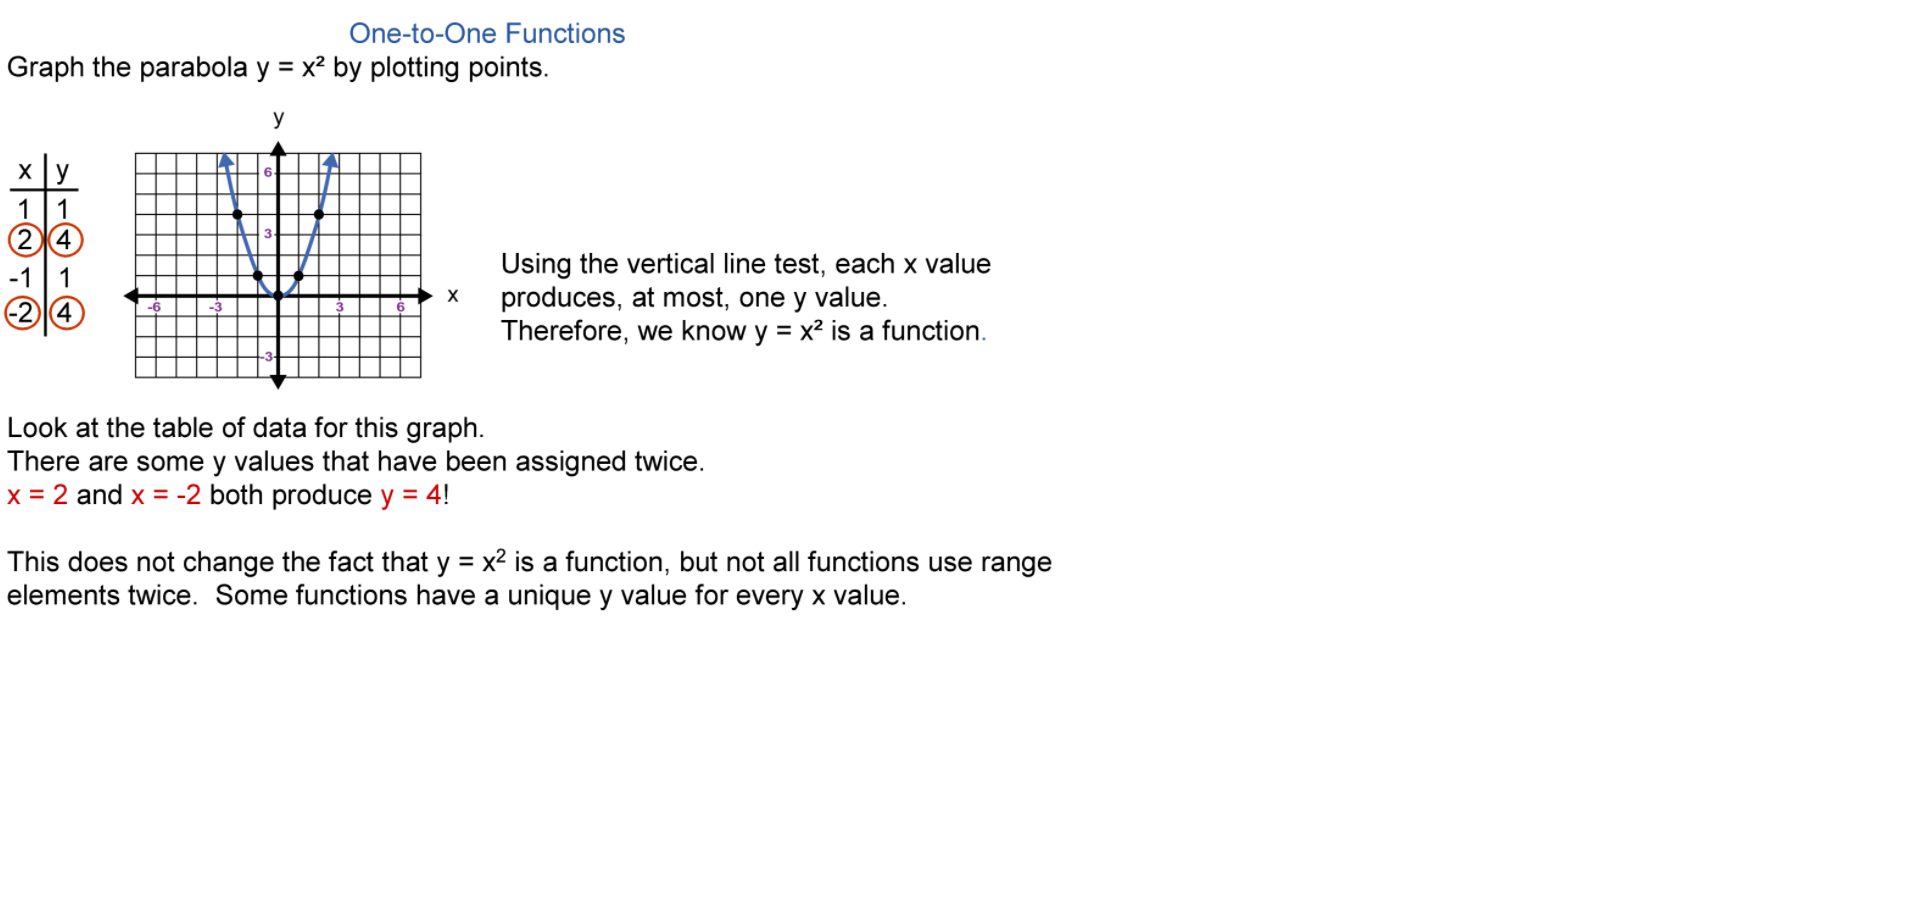 One-to-One Functions
Graph the parabola y = x² by plotting points.
y
x y
1 1
2 4
-1 1
-2 4
6
3
-6 -3 3 6
-3
x
Using the vertical line test, each x value
produces, at most, one y value.
Therefore, we know y = x² is a function.
Look at the table of data for this graph.
There are some y values that have been assigned twice.
x = 2 and x = -2 both produce y = 4!
This does not change the fact that y = x² is a function, but not all functions use range
elements twice. Some functions have a unique y value for every x value.